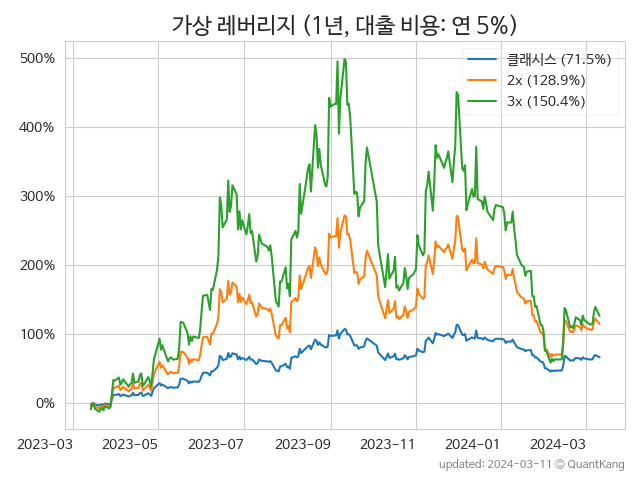 가상 레버리지 (1년, 대출 비용: 연 5%)
500%
400%
300%
200%
100%
0%
클래시스 (71.5%)
2x (128.9%)
3x (150.4%)
2023-03 2023-05 2023-07 2023-09 2023-11 2024-01 2024-03
updated: 2024-03-11 © QuantKang